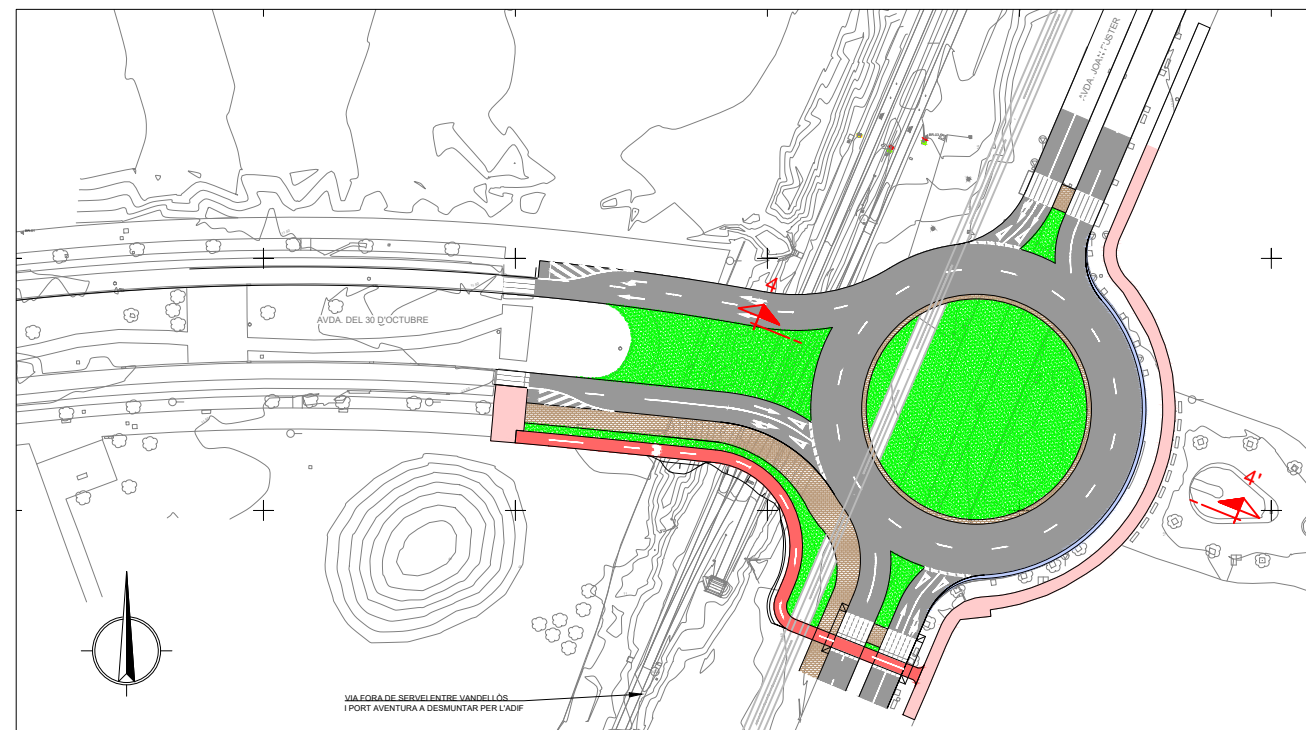 AVDA. JOAN FUSTER
4
AVDA. DEL 30 D'OCTUBRE
4'
VIA FORA DE SERVEI ENTRE VANDELLÒS
I PORT AVENTURA A DESMUNTAR PER L'ADIF